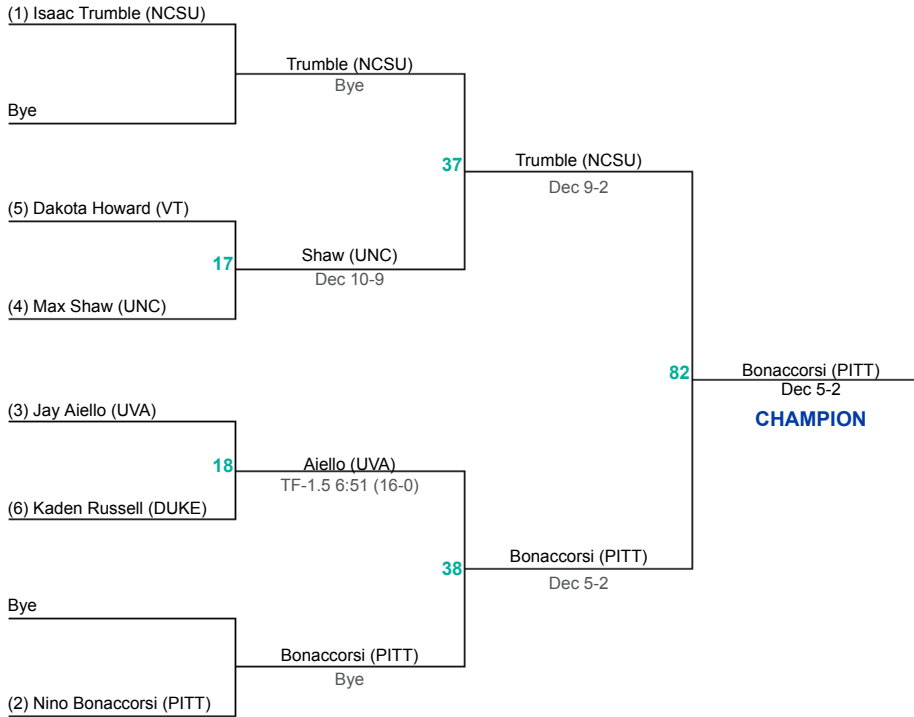 (1) Isaac Trumble (NCSU)
Trumble (NCSU)
Bye
Bye
37
Trumble (NCSU)
Dec 9-2
(5) Dakota Howard (VT)
17
Shaw (UNC)
Dec 10-9
(4) Max Shaw (UNC)
82
Bonaccorsi (PITT)
Dec 5-2
CHAMPION
(3) Jay Aiello (UVA)
18
Aiello (UVA)
TF-1.5 6:51 (16-0)
(6) Kaden Russell (DUKE)
38
Bonaccorsi (PITT)
Dec 5-2
Bye
Bonaccorsi (PITT)
Bye
(2) Nino Bonaccorsi (PITT)